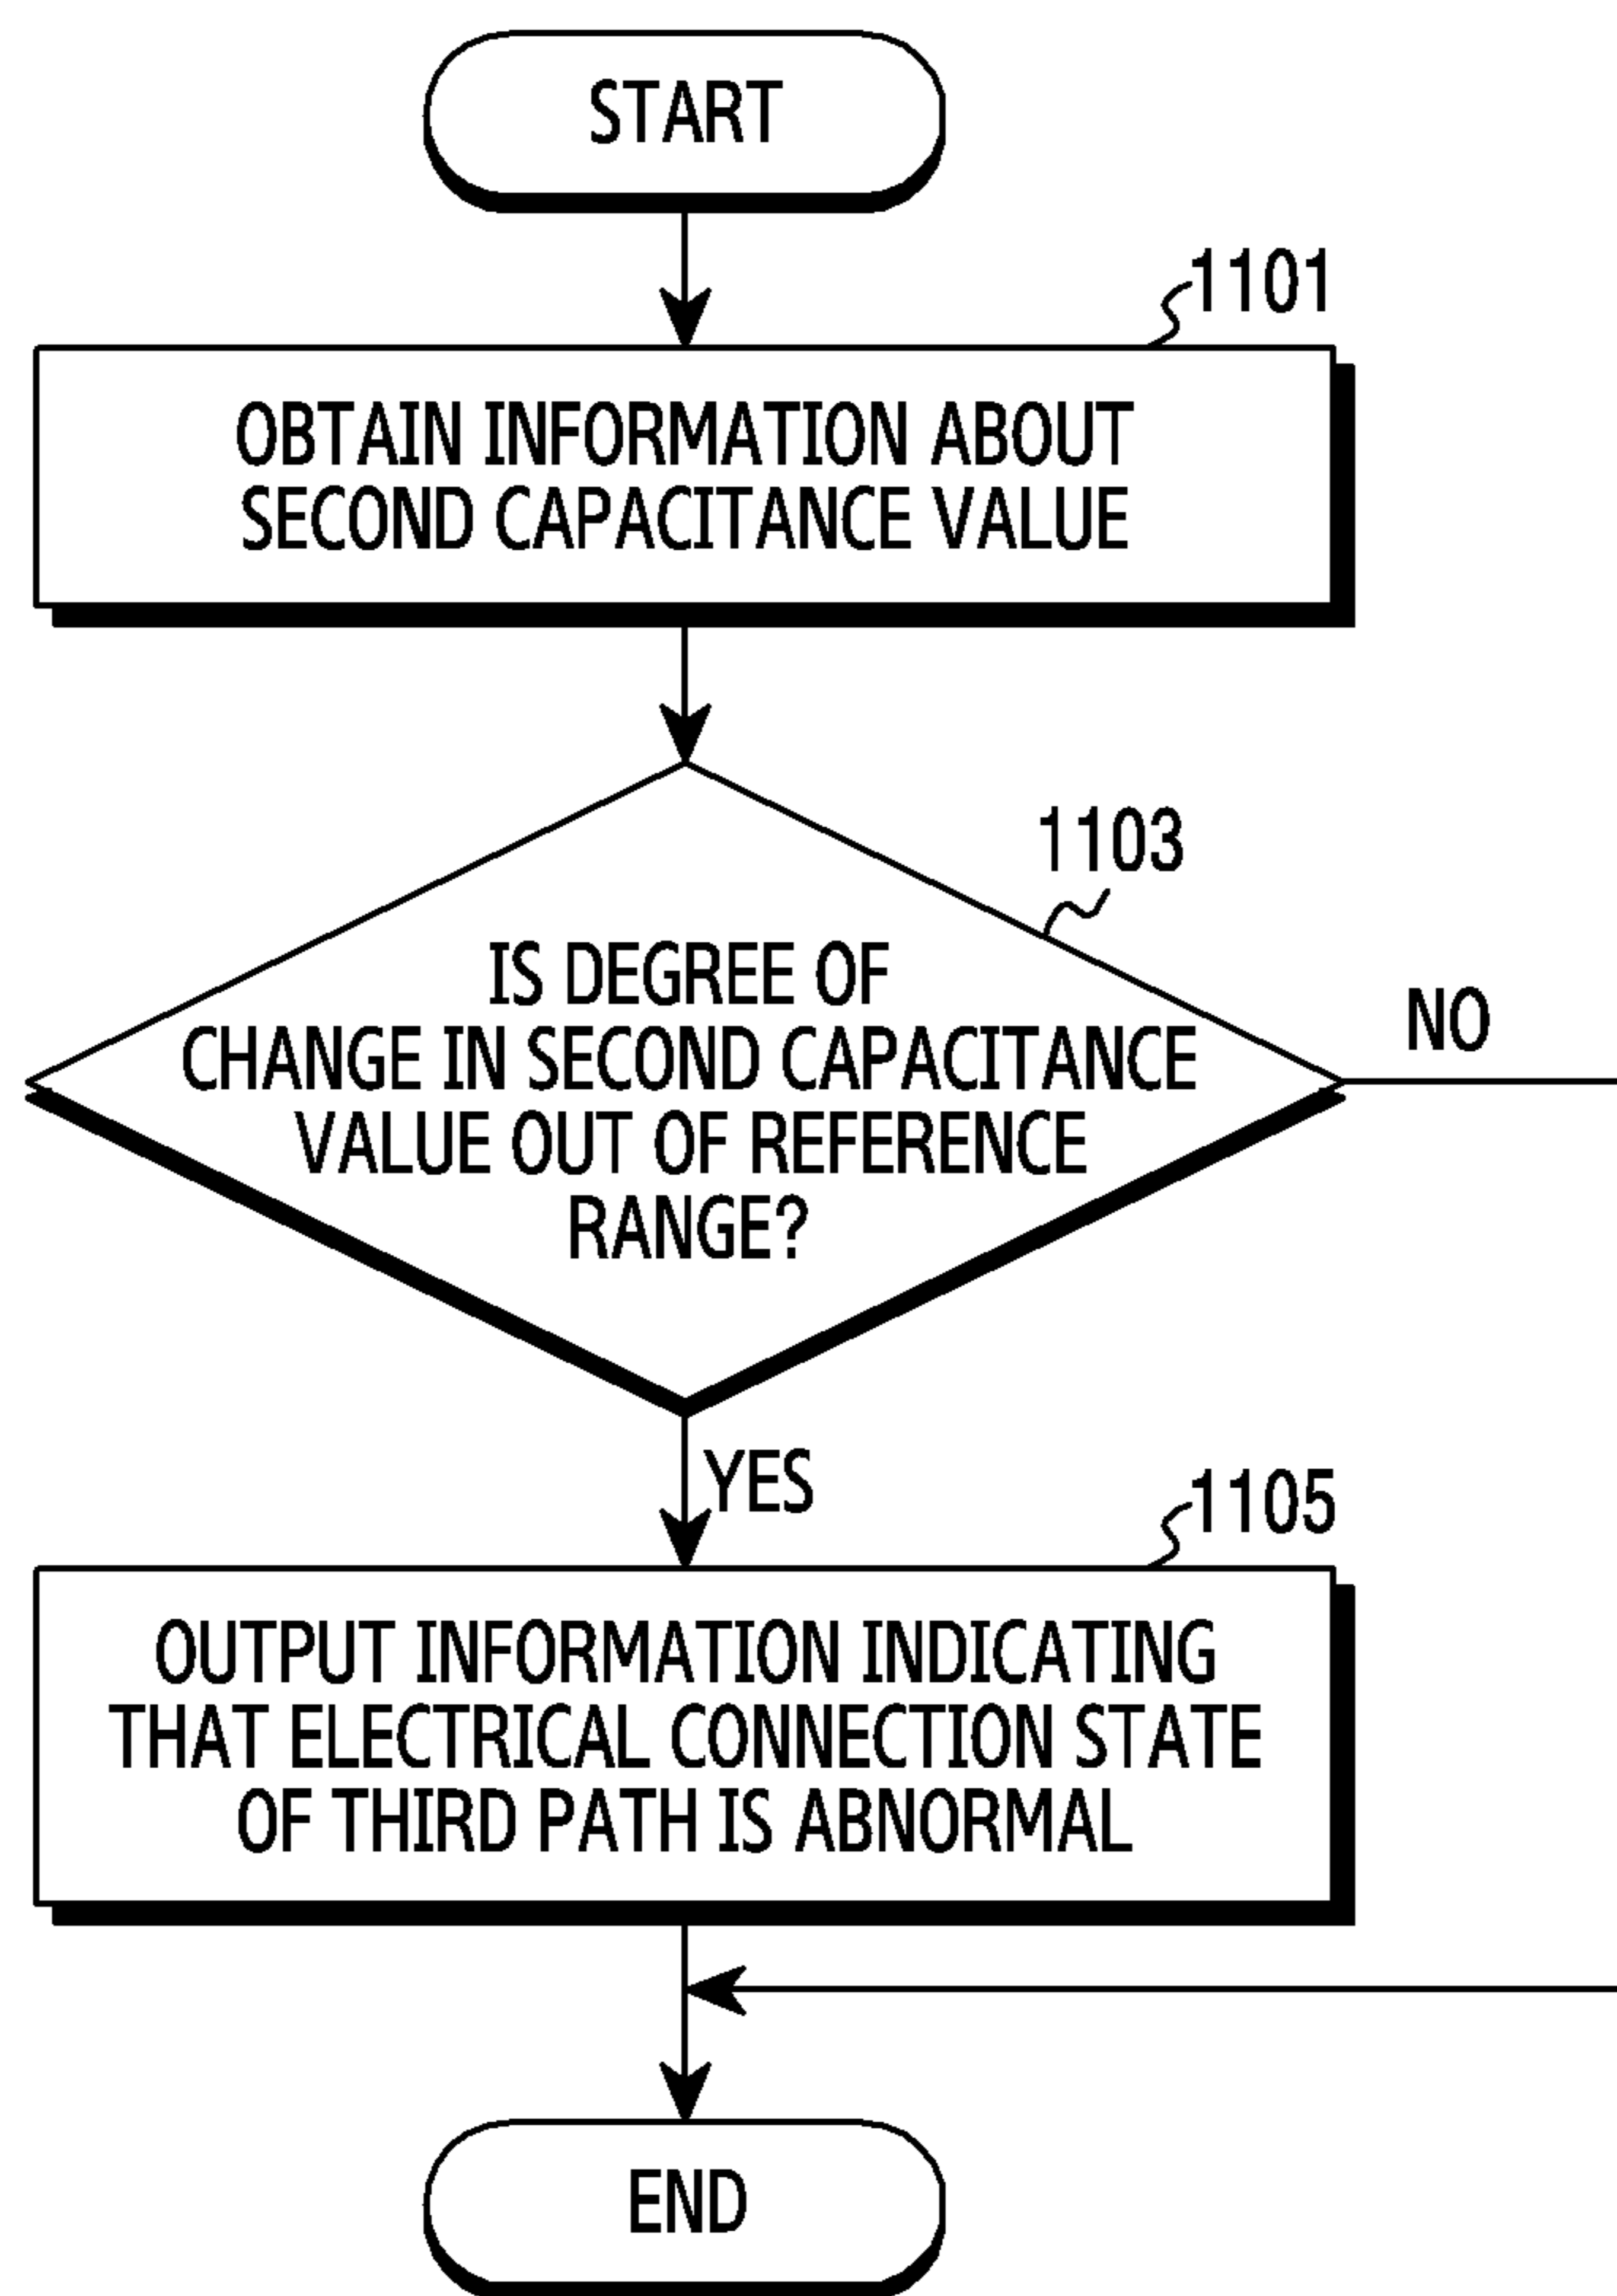 START
1101
OBTAIN INFORMATION ABOUT
SECOND CAPACITANCE VALUE
1103
IS DEGREE OF
CHANGE IN SECOND CAPACITANCE
VALUE OUT OF REFERENCE
RANGE?
NO
YES
1105
OUTPUT INFORMATION INDICATING
THAT ELECTRICAL CONNECTION STATE
OF THIRD PATH IS ABNORMAL
END